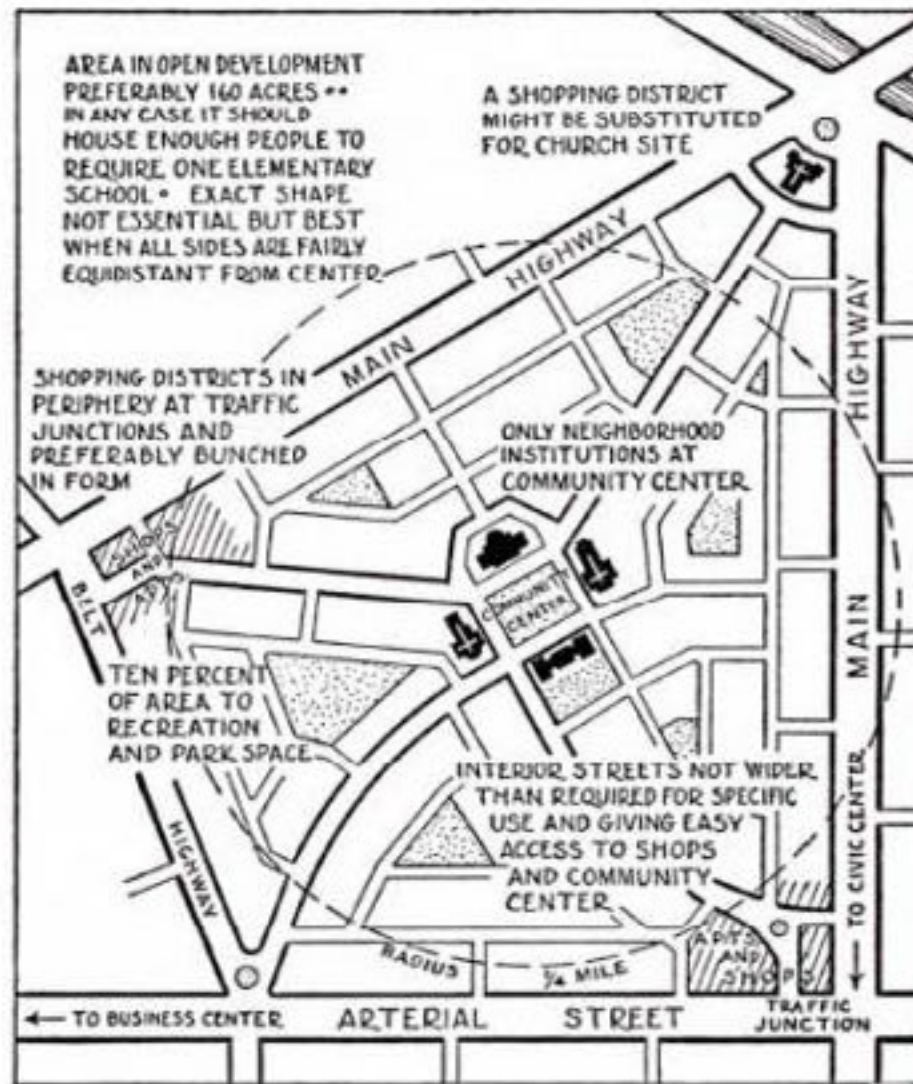 AREA IN OPEN DEVELOPMENT
PREFERABLY 160 ACRES ••
IN ANY CASE IT SHOULD
HOUSE ENOUGH PEOPLE TO
REQUIRE ONE ELEMENTARY
SCHOOL • EXACT SHAPE
NOT ESSENTIAL BUT BEST
WHEN ALL SIDES ARE FAIRLY
EQUIDISTANT FROM CENTER
A SHOPPING DISTRICT
MIGHT BE SUBSTITUTED
FOR CHURCH SITE
MAIN HIGHWAY
SHOPPING DISTRICTS IN
PERIPHERY AT TRAFFIC
JUNCTIONS AND
PREFERABLY BUNCHED
IN FORM
ONLY NEIGHBORHOOD
INSTITUTIONS AT
COMMUNITY CENTER
HIGHWAY
MAIN
SHOPS
AND
APTS
COMMUNITY
CENTER
BELT
HIGHWAY
TEN PERCENT
OF AREA TO
RECREATION
AND PARK SPACE
INTERIOR STREETS NOT WIDER
THAN REQUIRED FOR SPECIFIC
USE AND GIVING EASY
ACCESS TO SHOPS
AND COMMUNITY
CENTER
TO CIVIC CENTER
RADIUS
¼ MILE
APTS
AND
SHOPS
TRAFFIC
JUNCTION
TO BUSINESS CENTER
ARTERIAL STREET